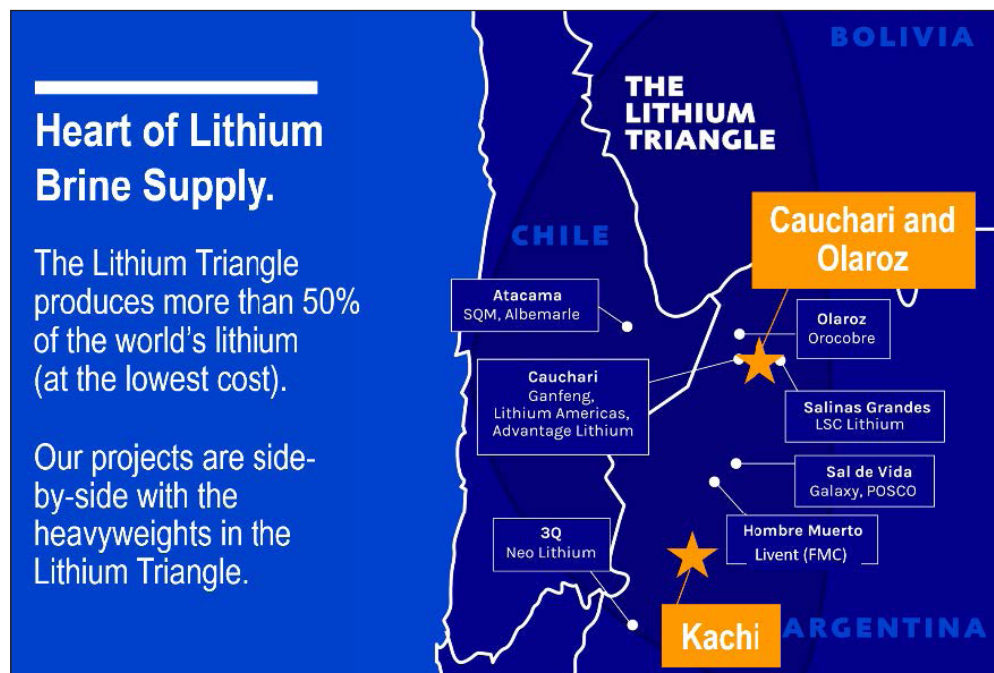 Heart of Lithium
Brine Supply.
The Lithium Triangle
produces more than 50%
of the world's lithium
(at the lowest cost).
Our projects are side-
by-side with the
heavyweights in the
Lithium Triangle.
BOLIVIA
THE
LITHIUM
TRIANGLE
CHILE
Cauchari and
Olaroz
Atacama
SQM, Albemarle
Olaroz
Orocobre
Cauchari
Ganfeng,
Lithium Americas,
Advantage Lithium
Salinas Grandes
LSC Lithium
Sal de Vida
Galaxy, POSCO
Hombre Muerto
Livent (FMC)
3Q
Neo Lithium
Kachi
ARGENTINA